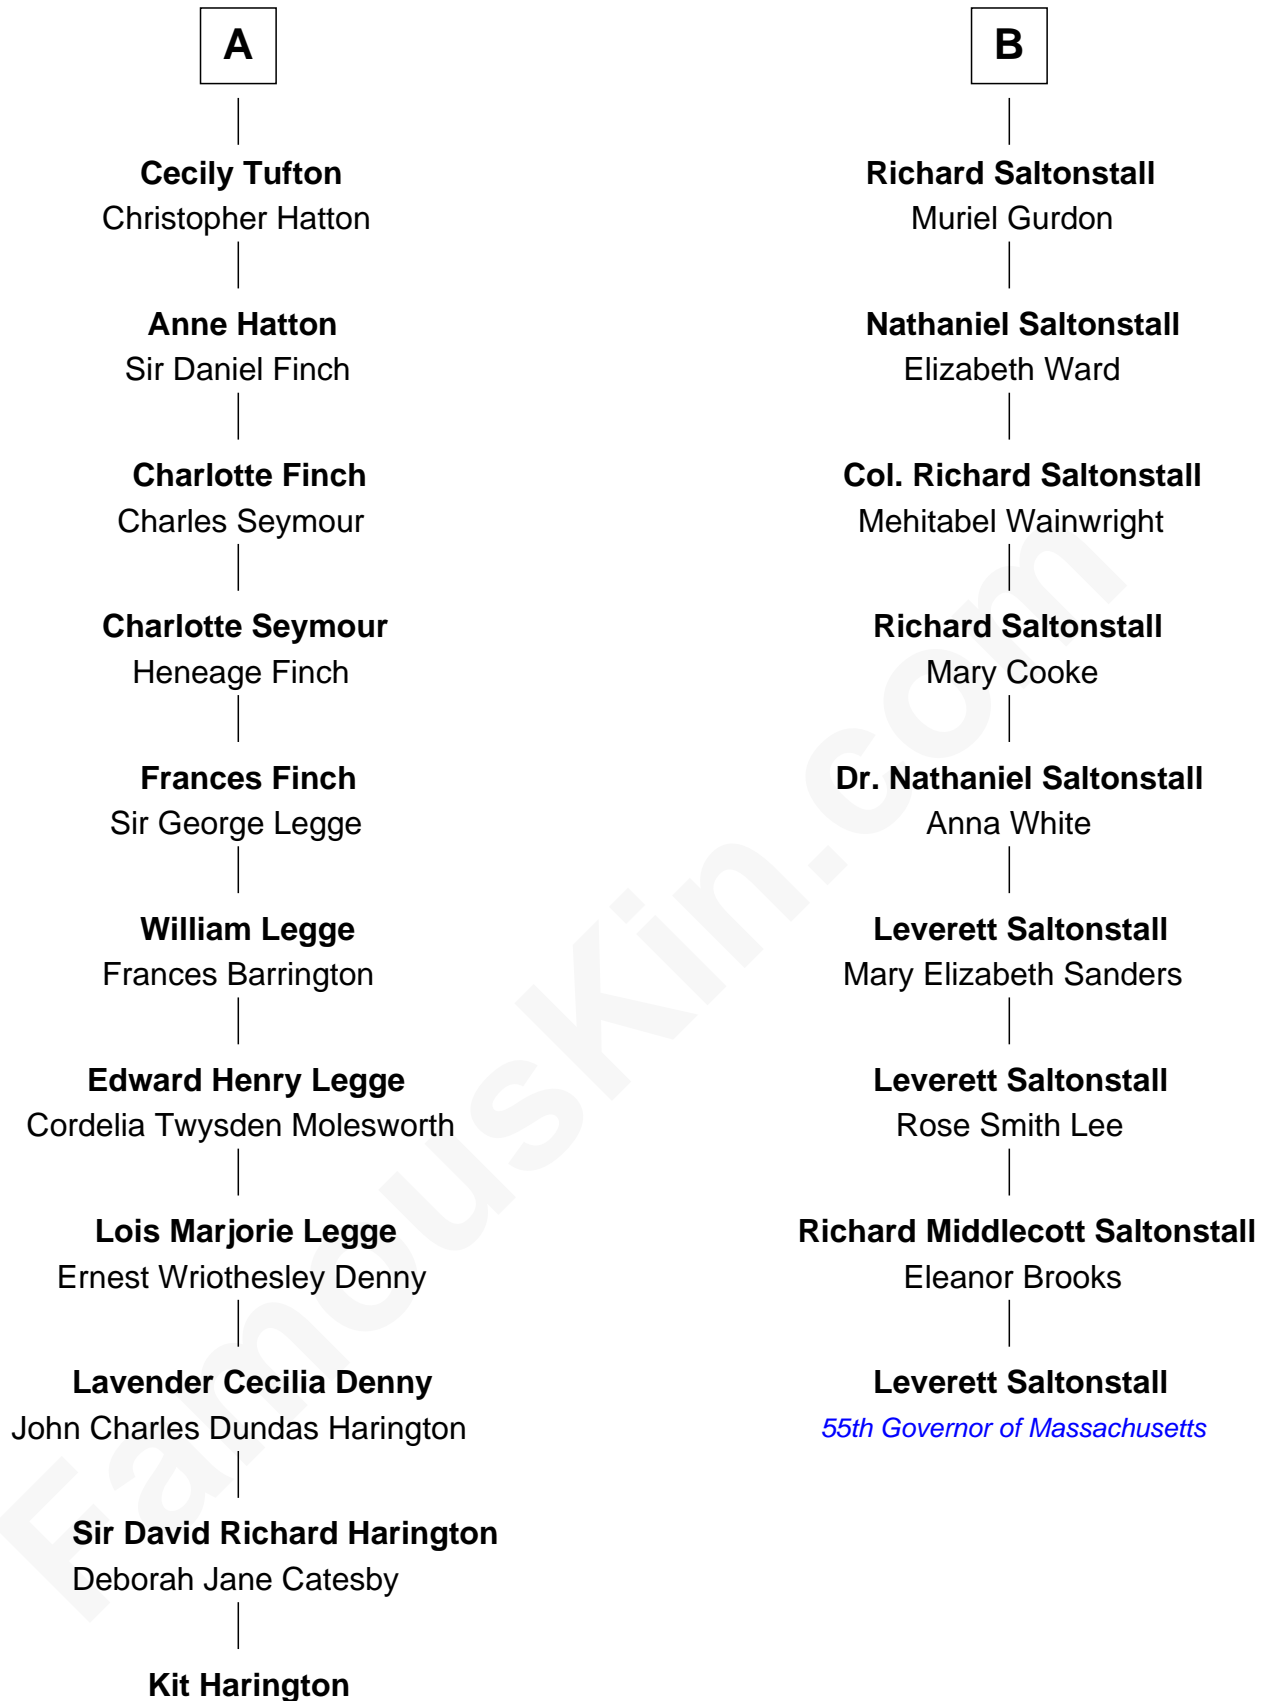 A
Cecily Tufton
Christopher Hatton
Anne Hatton
Sir Daniel Finch
Charlotte Finch
Charles Seymour
Charlotte Seymour
Heneage Finch
Frances Finch
Sir George Legge
William Legge
Frances Barrington
Edward Henry Legge
Cordelia Twysden Molesworth
Lois Marjorie Legge
Ernest Wriothesley Denny
Lavender Cecilia Denny
John Charles Dundas Harington
Sir David Richard Harington
Deborah Jane Catesby
Kit Harington
B
Richard Saltonstall
Muriel Gurdon
Nathaniel Saltonstall
Elizabeth Ward
Col. Richard Saltonstall
Mehitabel Wainwright
Richard Saltonstall
Mary Cooke
Dr. Nathaniel Saltonstall
Anna White
Leverett Saltonstall
Mary Elizabeth Sanders
Leverett Saltonstall
Rose Smith Lee
Richard Middlecott Saltonstall
Eleanor Brooks
Leverett Saltonstall
55th Governor of Massachusetts
FamousKin.com